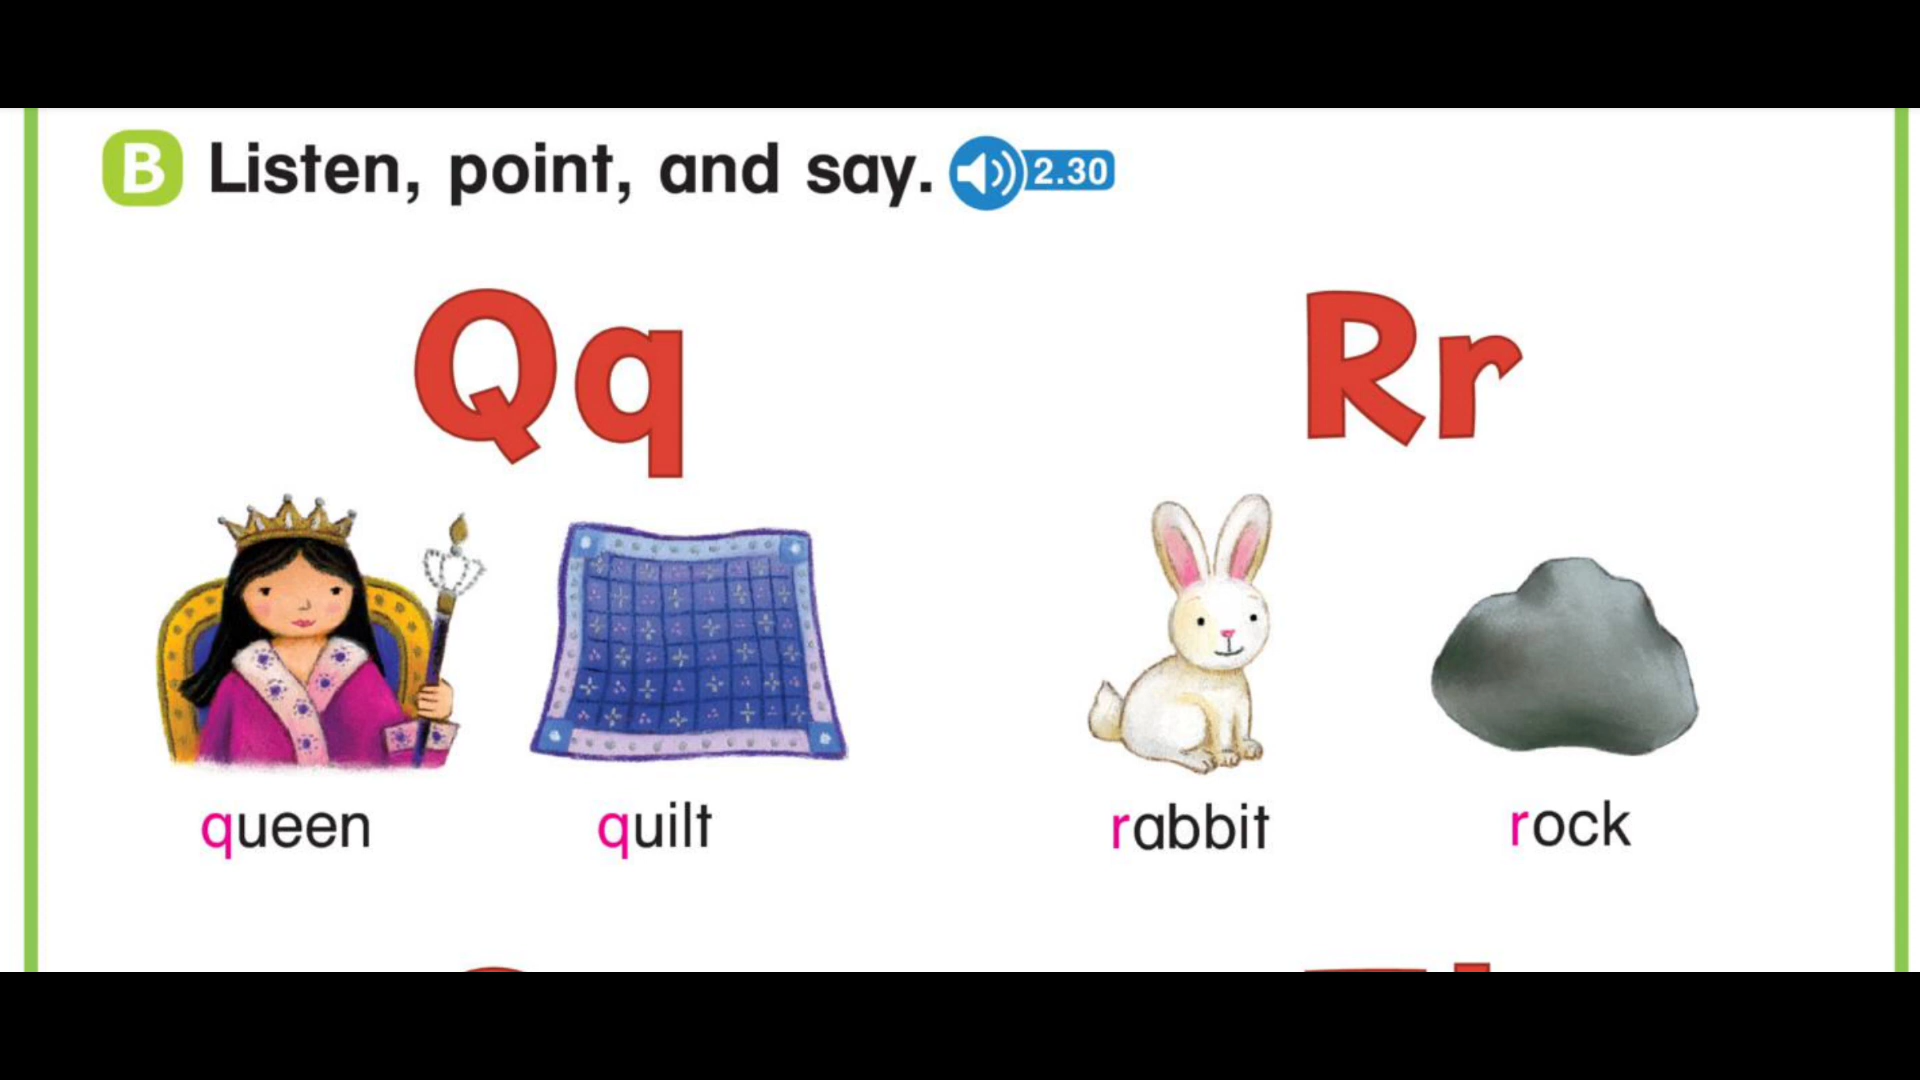 B Listen, point, and say. 2.30
Qq Rr
queen quilt rabbit rock